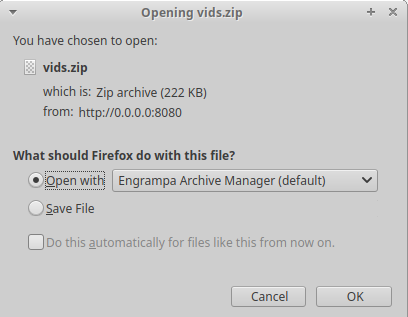 Opening vids.zip
You have chosen to open:
vids.zip
which is: Zip archive (222 KB)
from: http://0.0.0.0:8080
What should Firefox do with this file?
Open with Engrampa Archive Manager (default)
Save File
Do this automatically for files like this from now on.
Cancel OK